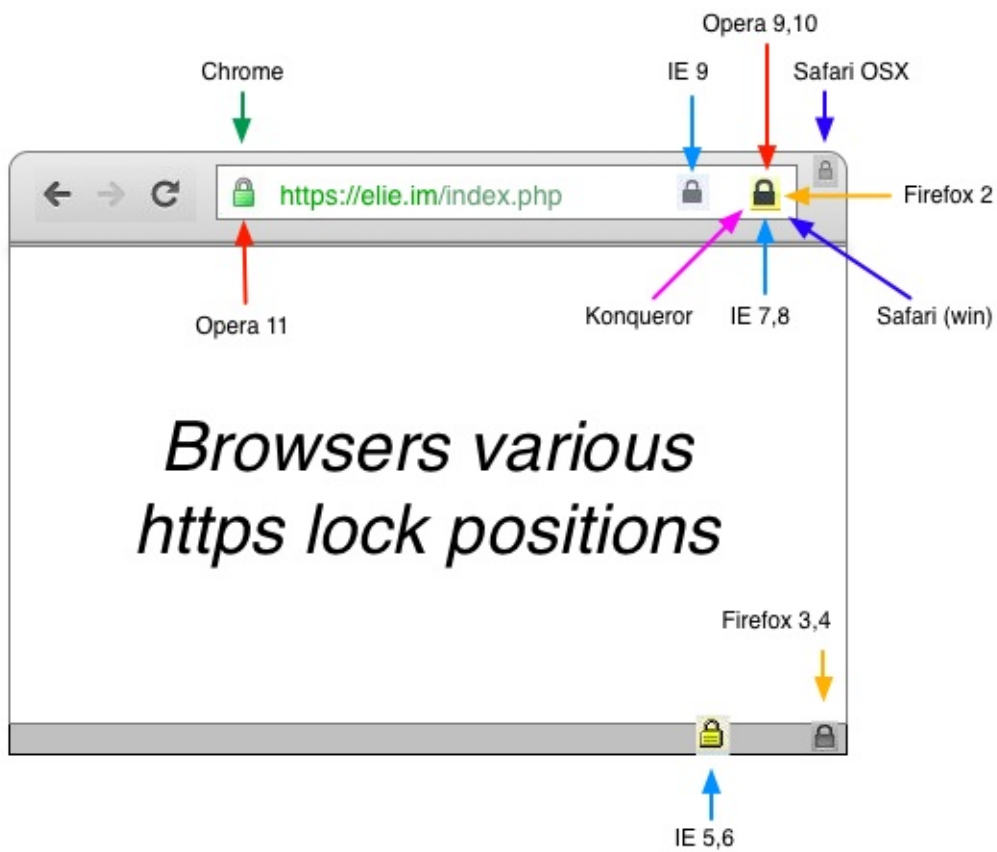 Opera 9,10
Chrome
IE 9
Safari OSX
https://elie.im/index.php
Firefox 2
Opera 11
Konqueror
IE 7,8
Safari (win)
Browsers various
https lock positions
Firefox 3,4
IE 5,6